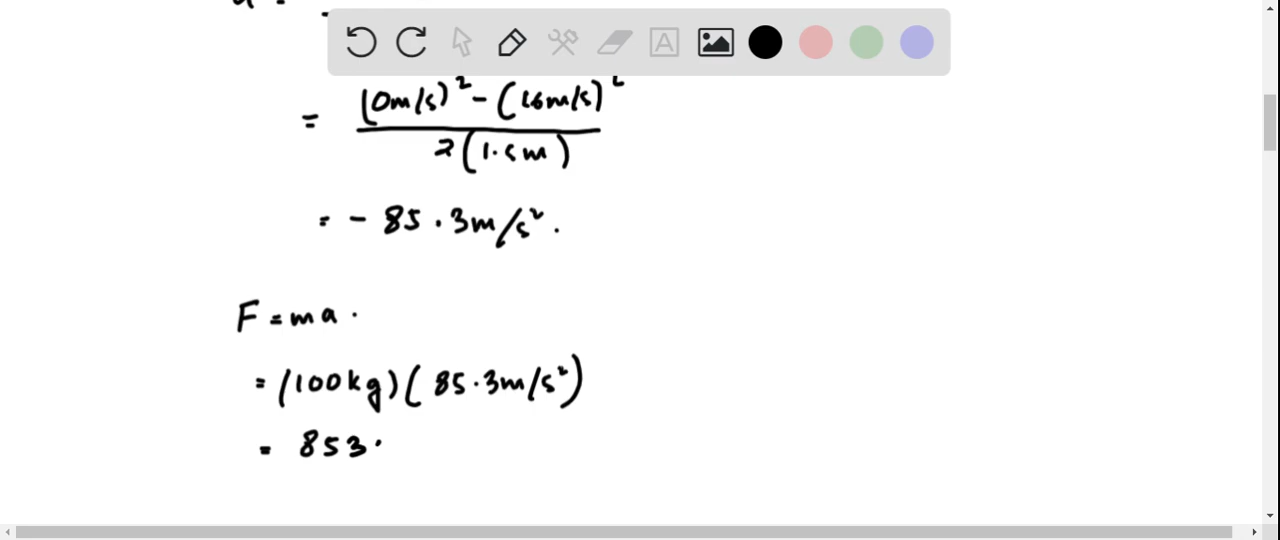 = (0m/s)² - (16m/s)² / 2(1.5m)
= - 85.3m/s².
F = ma.
= (100kg)(85.3m/s²)
= 853.